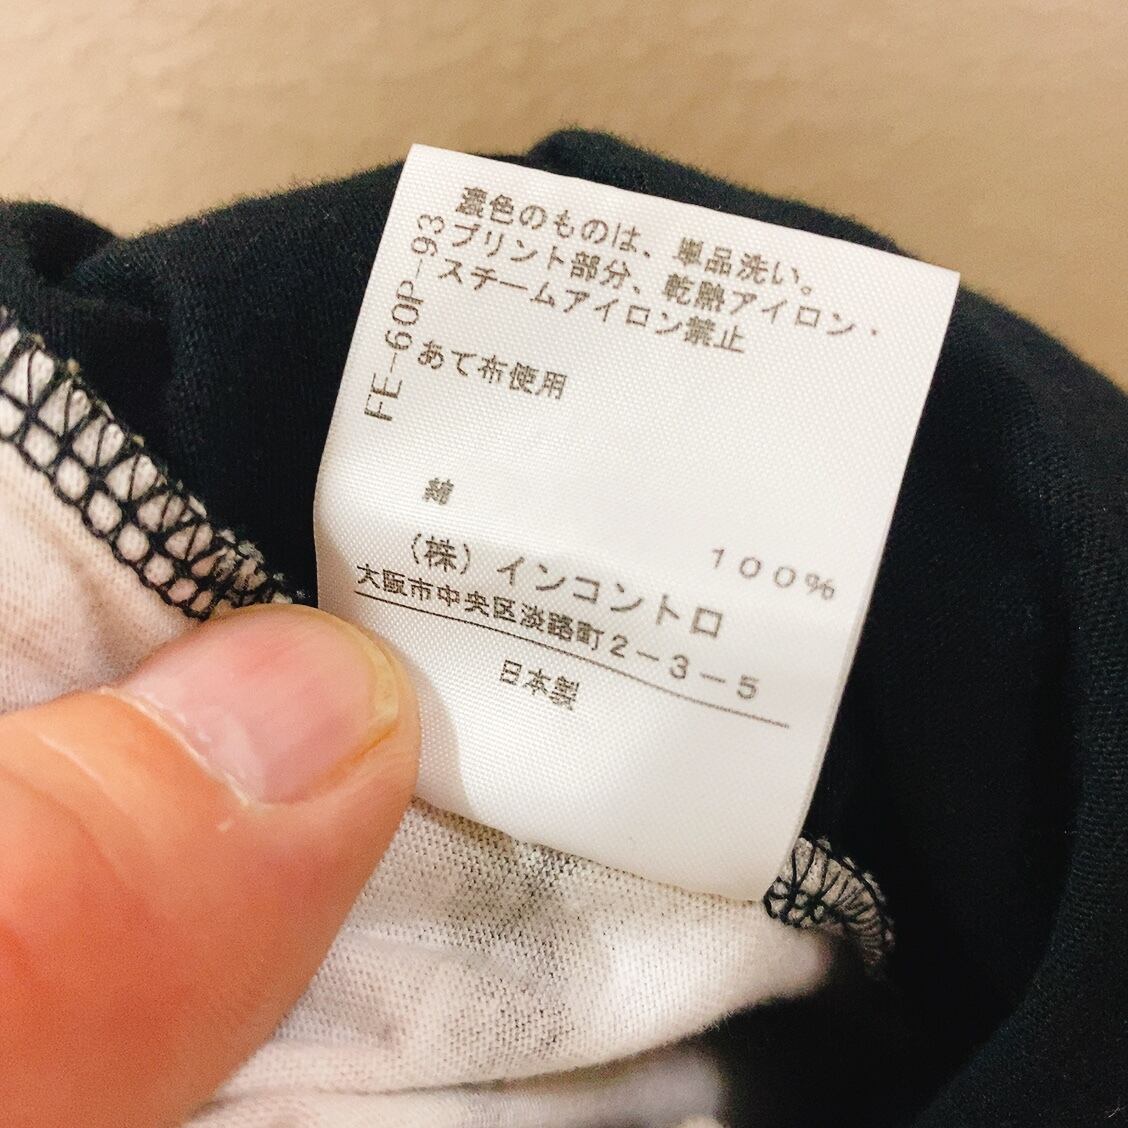 濃色のものは、単品洗い。
プリント部分、乾熱アイロン・
スチームアイロン禁止
あて布使用
FE-60P-93
綿 100%
(株) インコントロ
大阪市中央区淡路町2-3-5
日本製